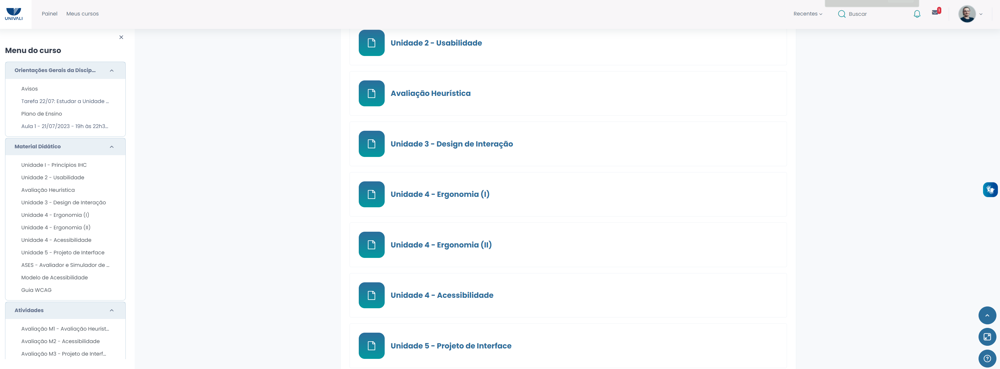 UNIVALI
Painel
Meus cursos
Recentes
Buscar
1
Menu do curso
Orientações Gerais da Discip...
Avisos
Tarefa 22/07: Estudar a Unidade ...
Plano de Ensino
Aula 1 - 21/07/2023 - 19h às 22h3...
Material Didático
Unidade I - Princípios IHC
Unidade 2 - Usabilidade
Avaliação Heurística
Unidade 3 - Design de Interação
Unidade 4 - Ergonomia (I)
Unidade 4 - Ergonomia (II)
Unidade 4 - Acessibilidade
Unidade 5 - Projeto de Interface
ASES - Avaliador e Simulador de ...
Modelo de Acessibilidade
Guia WCAG
Atividades
Avaliação M1 - Avaliação Heuríst...
Avaliação M2 - Acessibilidade
Avaliação M3 - Projeto de Interf...
Unidade 2 - Usabilidade
Avaliação Heurística
Unidade 3 - Design de Interação
Unidade 4 - Ergonomia (I)
Unidade 4 - Ergonomia (II)
Unidade 4 - Acessibilidade
Unidade 5 - Projeto de Interface